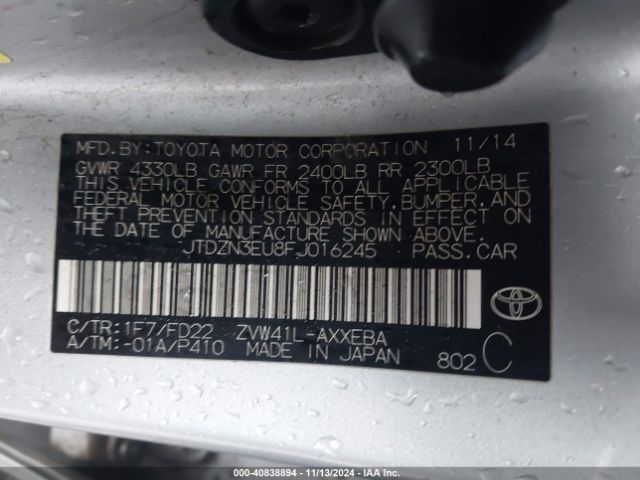 MFD. BY: TOYOTA MOTOR CORPORATION 11/14
GVWR 4330LB GAWR FR 2400LB RR 2300LB
THIS VEHICLE CONFORMS TO ALL APPLICABLE
FEDERAL MOTOR VEHICLE SAFETY, BUMPER, AND
THEFT PREVENTION STANDARDS IN EFFECT ON
THE DATE OF MANUFACTURE SHOWN ABOVE.
JTDZN3EU8FJ016245 PASS. CAR
C/TR: 1F7/FD22 ZVW41L-AXXEBA
A/TM: -01A/P410 MADE IN JAPAN 802 C
000-40838894 | 11/13/2024 | IAA Inc.